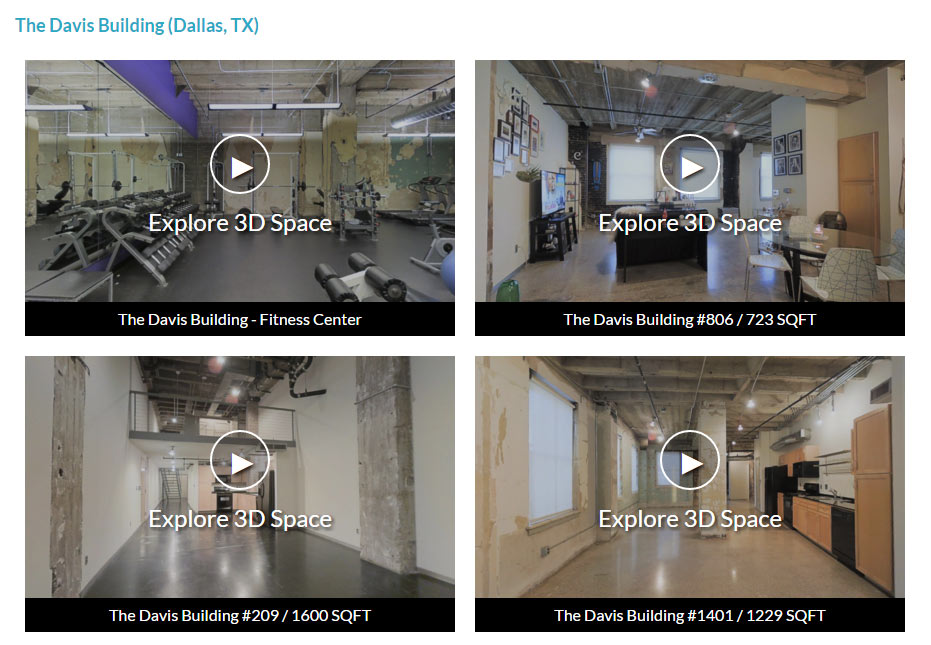 The Davis Building (Dallas, TX)
Explore 3D Space
The Davis Building - Fitness Center
Explore 3D Space
The Davis Building #806 / 723 SQFT
Explore 3D Space
The Davis Building #209 / 1600 SQFT
Explore 3D Space
The Davis Building #1401 / 1229 SQFT